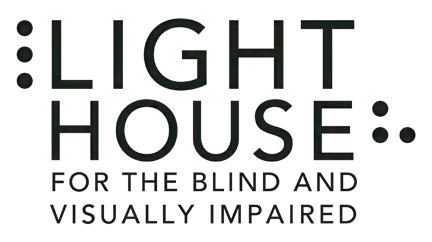 LIGHT
HOUSE
FOR THE BLIND AND
VISUALLY IMPAIRED